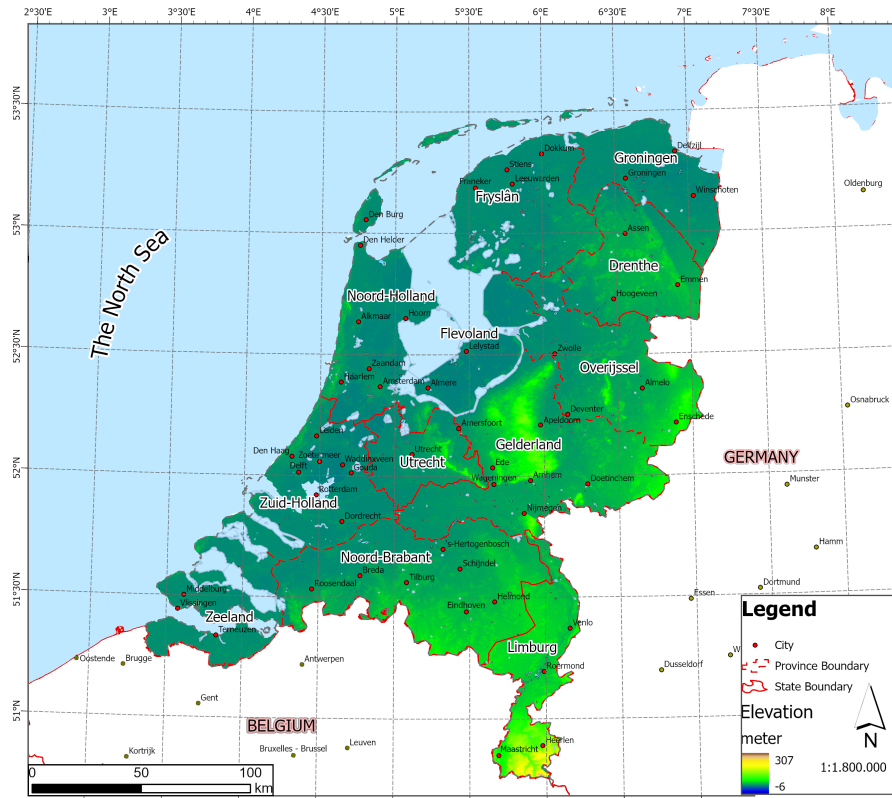 2°30'E 3°E 3°30'E 4°E 4°30'E 5°E 5°30'E 6°E 6°30'E 7°E 7°30'E 8°E
53°30'N
53°N
52°30'N
52°N
51°30'N
51°N
The North Sea
Dokkum
Delfzijl
Groningen
Stiens
Groningen
Franeker
Leeuwarden
Oldenburg
Fryslân
Winschoten
Den Burg
Assen
Den Helder
Drenthe
Emmen
Noord-Holland
Hoogeveen
Alkmaar
Hoorn
Flevoland
Lelystad
Zwolle
Zaandam
Overijssel
Haarlem
Amsterdam
Almere
Almelo
Osnabruck
Deventer
Enschede
Amersfoort
Apeldoorn
Leiden
Gelderland
Den Haag
Zoetermeer
Waddinxveen
Utrecht
Utrecht
GERMANY
Delft
Gouda
Ede
Wageningen
Arnhem
Doetinchem
Munster
Rotterdam
Zuid-Holland
Nijmegen
Dordrecht
Hamm
's-Hertogenbosch
Noord-Brabant
Schijndel
Breda
Tilburg
Roosendaal
Dortmund
Middelburg
Essen
Helmond
Vlissingen
Eindhoven
Zeeland
Terneuzen
Venlo
Limburg
Oostende
Brugge
Antwerpen
Roermond
Dusseldorf
W
Gent
BELGIUM
Kortrijk
Bruxelles - Brussel
Leuven
Maastricht
Heerlen
0 50 100
km
Legend
City
Province Boundary
State Boundary
Elevation
meter
307
-6
N
1:1.800.000